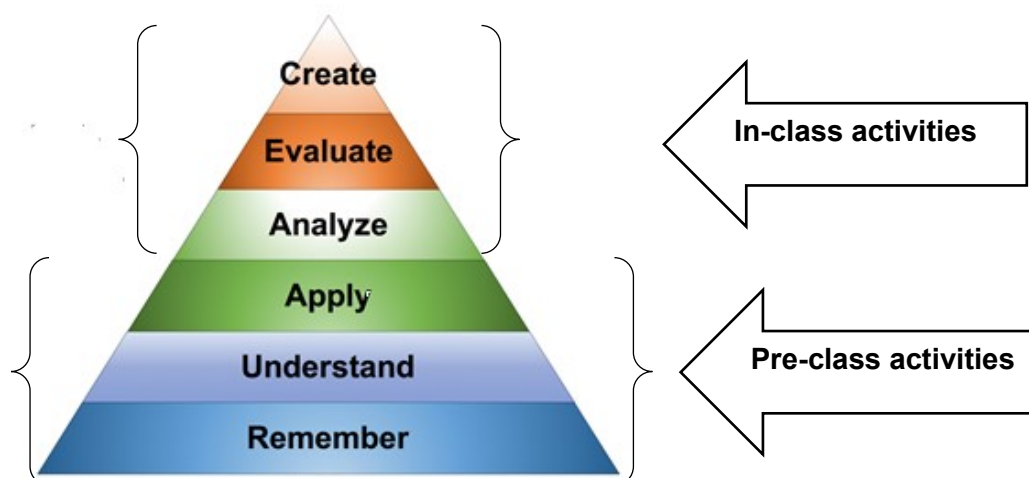 Create
Evaluate
Analyze
Apply
Understand
Remember
In-class activities
Pre-class activities